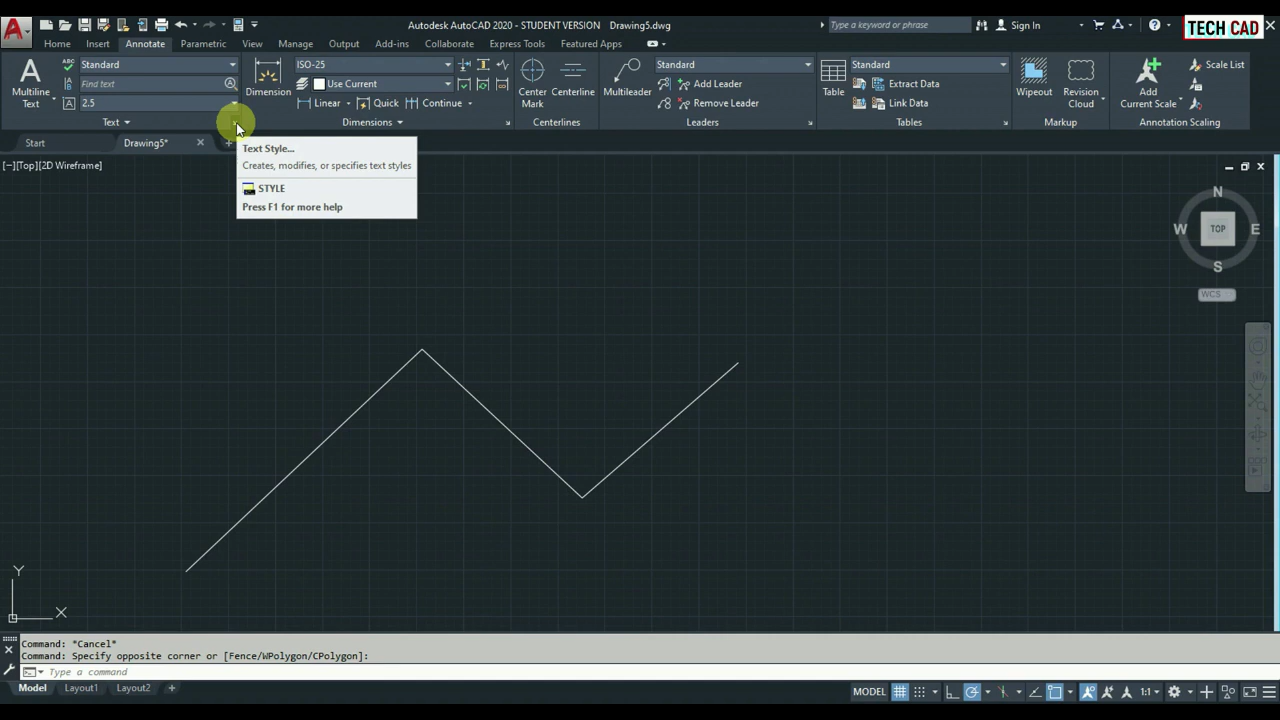 Autodesk AutoCAD 2020 - STUDENT VERSION Drawing5.dwg
Type a keyword or phrase
Sign In
TECH CAD
Home Insert Annotate Parametric View Manage Output Add-ins Collaborate Express Tools Featured Apps
Multiline
Text
Standard
Find text
2.5
Text
Dimension
ISO-25
Use Current
Linear Quick Continue
Dimensions
Center
Mark
Centerline
Centerlines
Multileader
Standard
Add Leader
Remove Leader
Leaders
Table
Standard
Extract Data
Link Data
Tables
Wipeout
Revision
Cloud
Markup
Add
Current Scale
Scale List
Annotation Scaling
Start Drawing5*
Text Style...
Creates, modifies, or specifies text styles
STYLE
Press F1 for more help
[−][Top][2D Wireframe]
N
W TOP E
S
WCS
Y
X
Command: *Cancel*
Command: Specify opposite corner or [Fence/WPolygon/CPolygon]:
Type a command
Model Layout1 Layout2
MODEL
1:1